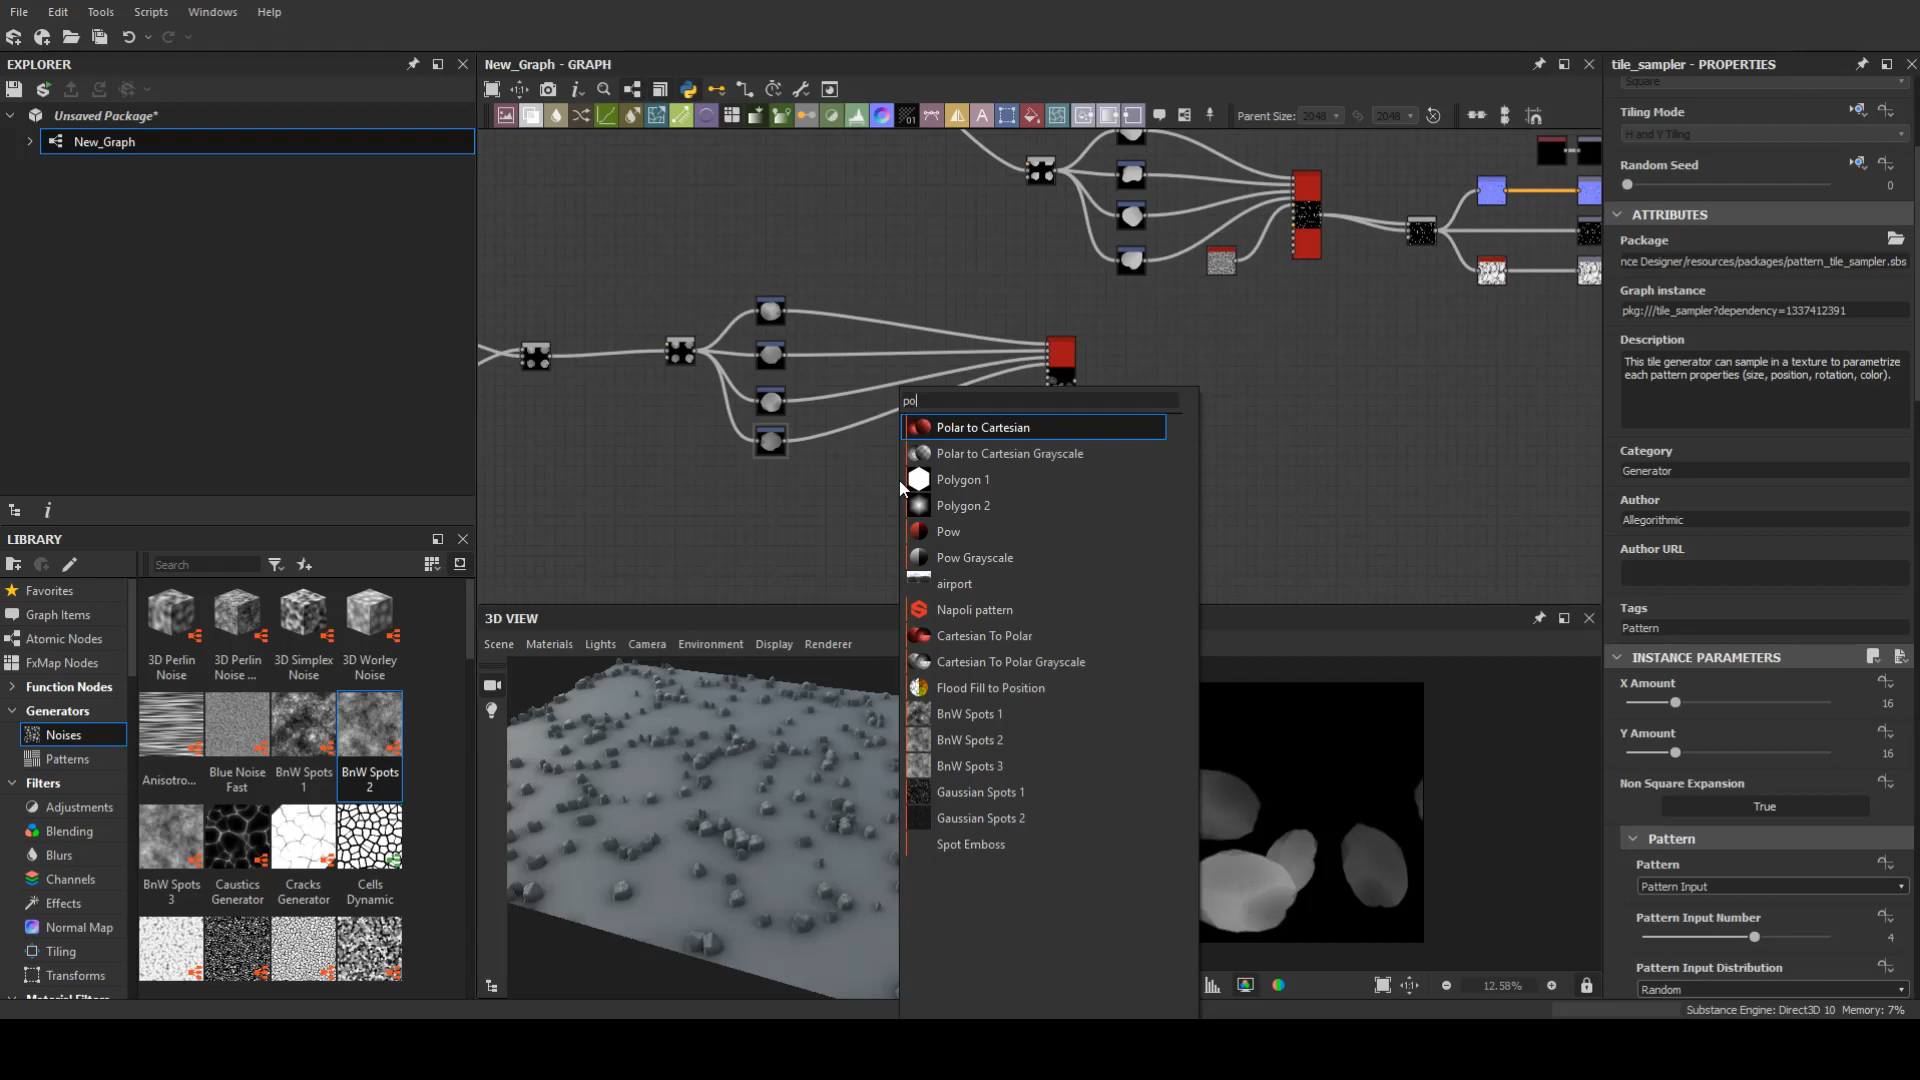 File Edit Tools Scripts Windows Help
EXPLORER
Unsaved Package*
New_Graph
LIBRARY
Search
Favorites
Graph Items
Atomic Nodes
FxMap Nodes
Function Nodes
Generators
Noises
Patterns
Filters
Adjustments
Blending
Blurs
Channels
Effects
Normal Map
Tiling
Transforms
Material Filters
3D Perlin Noise
3D Perlin Noise ...
3D Simplex Noise
3D Worley Noise
Anisotro...
Blue Noise Fast
BnW Spots 1
BnW Spots 2
BnW Spots 3
Caustics Generator
Cracks Generator
Cells Dynamic
New_Graph - GRAPH
01
Parent Size: 2048 2048
po
Polar to Cartesian
Polar to Cartesian Grayscale
Polygon 1
Polygon 2
Pow
Pow Grayscale
airport
Napoli pattern
Cartesian To Polar
Cartesian To Polar Grayscale
Flood Fill to Position
BnW Spots 1
BnW Spots 2
BnW Spots 3
Gaussian Spots 1
Gaussian Spots 2
Spot Emboss
3D VIEW
Scene Materials Lights Camera Environment Display Renderer
12.58%
tile_sampler - PROPERTIES
Square
Tiling Mode
H and V Tiling
Random Seed
0
ATTRIBUTES
Package
nce Designer/resources/packages/pattern_tile_sampler.sbs
Graph instance
pkg:///tile_sampler?dependency=1337412391
Description
This tile generator can sample in a texture to parametrize
each pattern properties (size, position, rotation, color).
Category
Generator
Author
Allegorithmic
Author URL
Tags
Pattern
INSTANCE PARAMETERS
X Amount
16
Y Amount
16
Non Square Expansion
True
Pattern
Pattern
Pattern Input
Pattern Input Number
4
Pattern Input Distribution
Random
Substance Engine: Direct3D 10 Memory: 7%